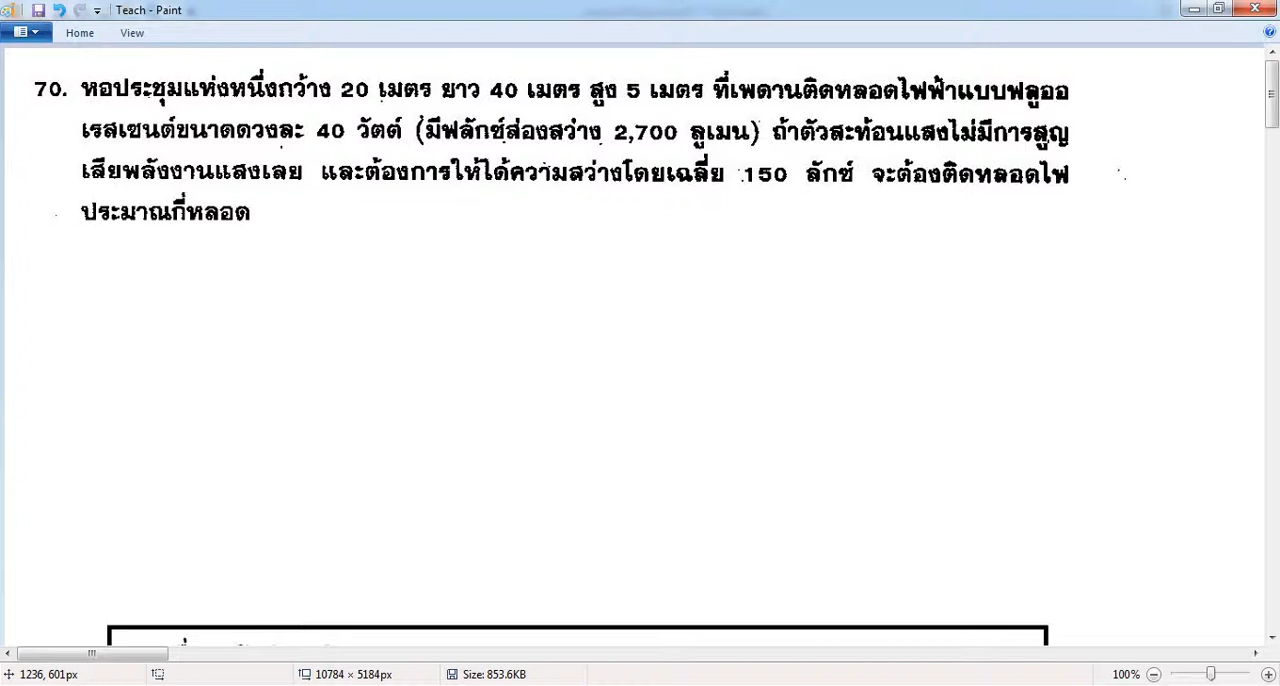 Teach - Paint
Home View
70. หอประชุมแห่งหนึ่งกว้าง 20 เมตร ยาว 40 เมตร สูง 5 เมตร ที่เพดานติดหลอดไฟฟ้าแบบฟลูออ
เรสเซนต์ขนาดดวงละ 40 วัตต์ (มีฟลักซ์ส่องสว่าง 2,700 ลูเมน) ถ้าตัวสะท้อนแสงไม่มีการสูญ
เสียพลังงานแสงเลย และต้องการให้ได้ความสว่างโดยเฉลี่ย 150 ลักซ์ จะต้องติดหลอดไฟ
ประมาณกี่หลอด
1236, 601px 10784 × 5184px Size: 853.6KB 100%